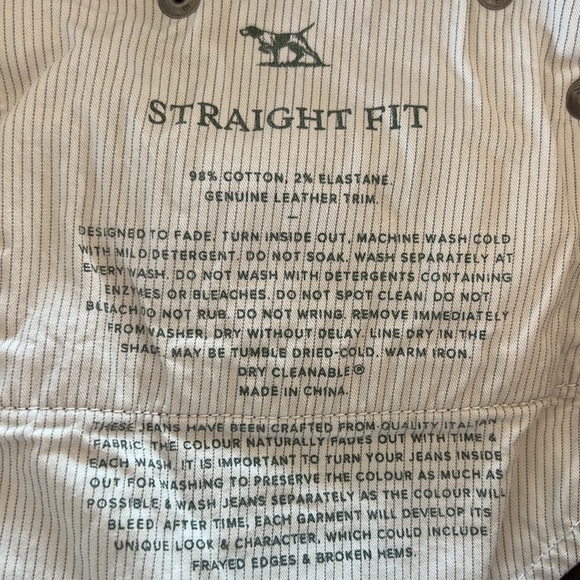 STRAIGHT FIT
98% COTTON, 2% ELASTANE.
GENUINE LEATHER TRIM.
–
DESIGNED TO FADE. TURN INSIDE OUT. MACHINE WASH COLD
WITH MILD DETERGENT. DO NOT SOAK. WASH SEPARATELY AT
EVERY WASH. DO NOT WASH WITH DETERGENTS CONTAINING
ENZYMES OR BLEACHES. DO NOT SPOT CLEAN. DO NOT
BLEACH DO NOT RUB. DO NOT WRING. REMOVE IMMEDIATELY
FROM WASHER. DRY WITHOUT DELAY. LINE DRY IN THE
SHADE. MAY BE TUMBLE DRIED-COLD. WARM IRON.
DRY CLEANABLE®
MADE IN CHINA.
THESE JEANS HAVE BEEN CRAFTED FROM QUALITY ITALIAN
FABRIC. THE COLOUR NATURALLY FADES OUT WITH TIME &
EACH WASH. IT IS IMPORTANT TO TURN YOUR JEANS INSIDE
OUT FOR WASHING TO PRESERVE THE COLOUR AS MUCH AS
POSSIBLE & WASH JEANS SEPARATELY AS THE COLOUR WILL
BLEED. AFTER TIME, EACH GARMENT WILL DEVELOP ITS
UNIQUE LOOK & CHARACTER, WHICH COULD INCLUDE
FRAYED EDGES & BROKEN HEMS.